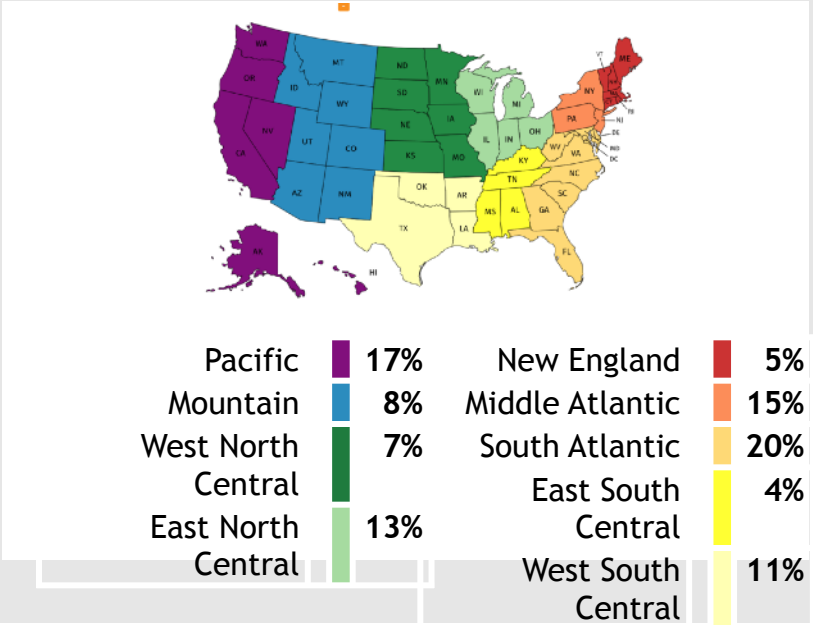 WA
OR
CA
NV
ID
MT
WY
UT
CO
AZ
NM
ND
SD
NE
KS
MN
IA
MO
OK
TX
AR
LA
WI
MI
IL
IN
OH
KY
TN
MS
AL
NY
PA
WV
VA
NC
SC
GA
FL
VT
ME
RI
NJ
DE
MD
DC
AK
HI
Pacific 17%
Mountain 8%
West North 7%
Central
East North 13%
Central
New England 5%
Middle Atlantic 15%
South Atlantic 20%
East South 4%
Central
West South 11%
Central